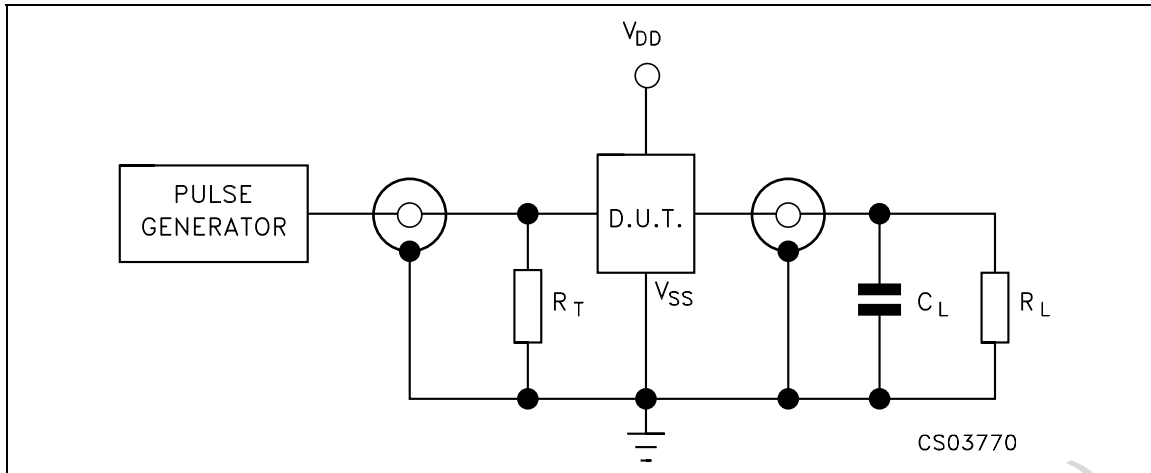 V_DD
PULSE
GENERATOR
D.U.T.
R_T
V_SS
C_L
R_L
CS03770